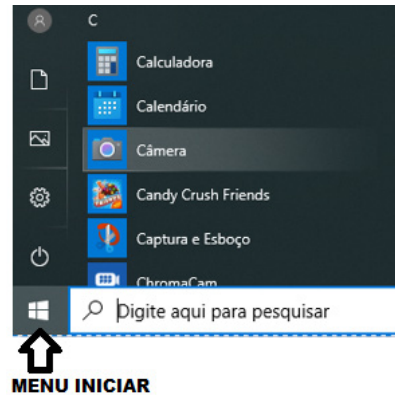 C
Calculadora
Calendário
Câmera
Candy Crush Friends
Captura e Esboço
ChromaCam
Digite aqui para pesquisar
MENU INICIAR